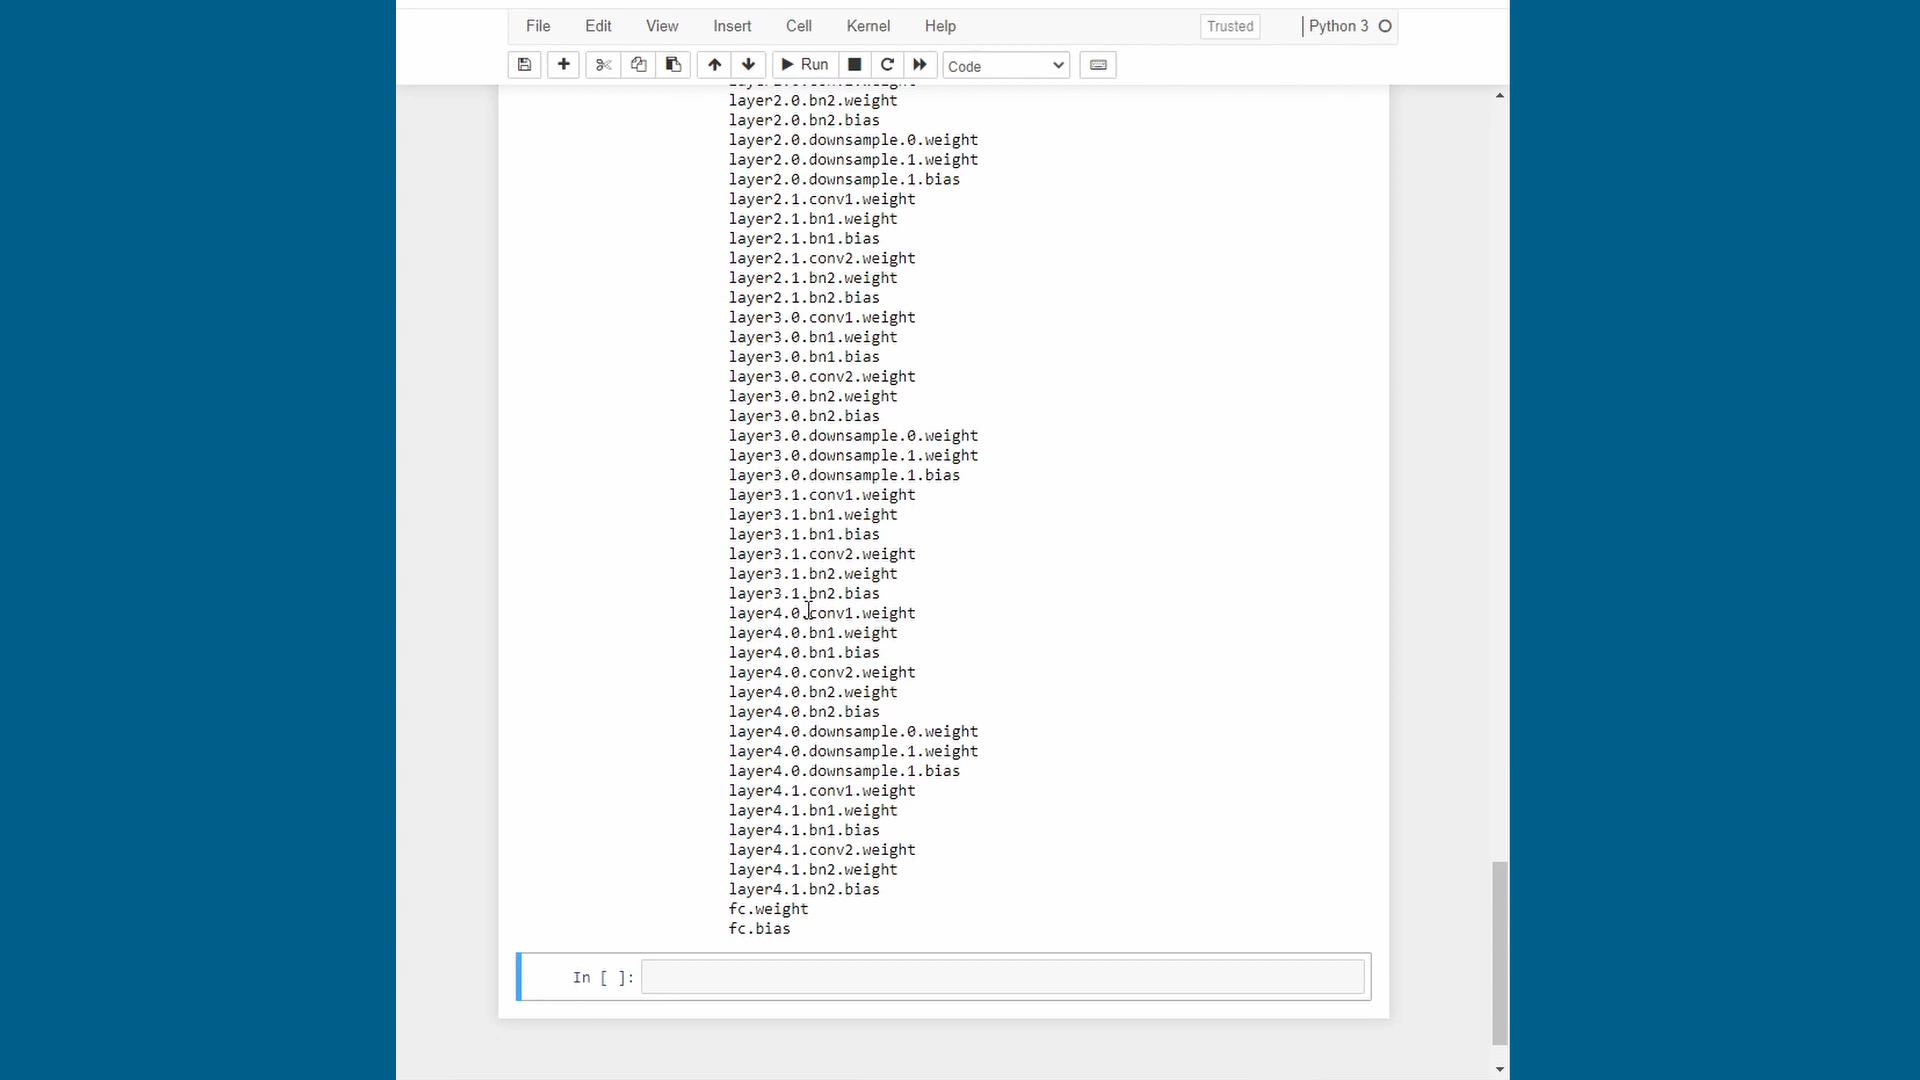 File Edit View Insert Cell Kernel Help Trusted Python 3
Run Code
layer2.0.bn2.weight
layer2.0.bn2.bias
layer2.0.downsample.0.weight
layer2.0.downsample.1.weight
layer2.0.downsample.1.bias
layer2.1.conv1.weight
layer2.1.bn1.weight
layer2.1.bn1.bias
layer2.1.conv2.weight
layer2.1.bn2.weight
layer2.1.bn2.bias
layer3.0.conv1.weight
layer3.0.bn1.weight
layer3.0.bn1.bias
layer3.0.conv2.weight
layer3.0.bn2.weight
layer3.0.bn2.bias
layer3.0.downsample.0.weight
layer3.0.downsample.1.weight
layer3.0.downsample.1.bias
layer3.1.conv1.weight
layer3.1.bn1.weight
layer3.1.bn1.bias
layer3.1.conv2.weight
layer3.1.bn2.weight
layer3.1.bn2.bias
layer4.0.conv1.weight
layer4.0.bn1.weight
layer4.0.bn1.bias
layer4.0.conv2.weight
layer4.0.bn2.weight
layer4.0.bn2.bias
layer4.0.downsample.0.weight
layer4.0.downsample.1.weight
layer4.0.downsample.1.bias
layer4.1.conv1.weight
layer4.1.bn1.weight
layer4.1.bn1.bias
layer4.1.conv2.weight
layer4.1.bn2.weight
layer4.1.bn2.bias
fc.weight
fc.bias
In [ ]: